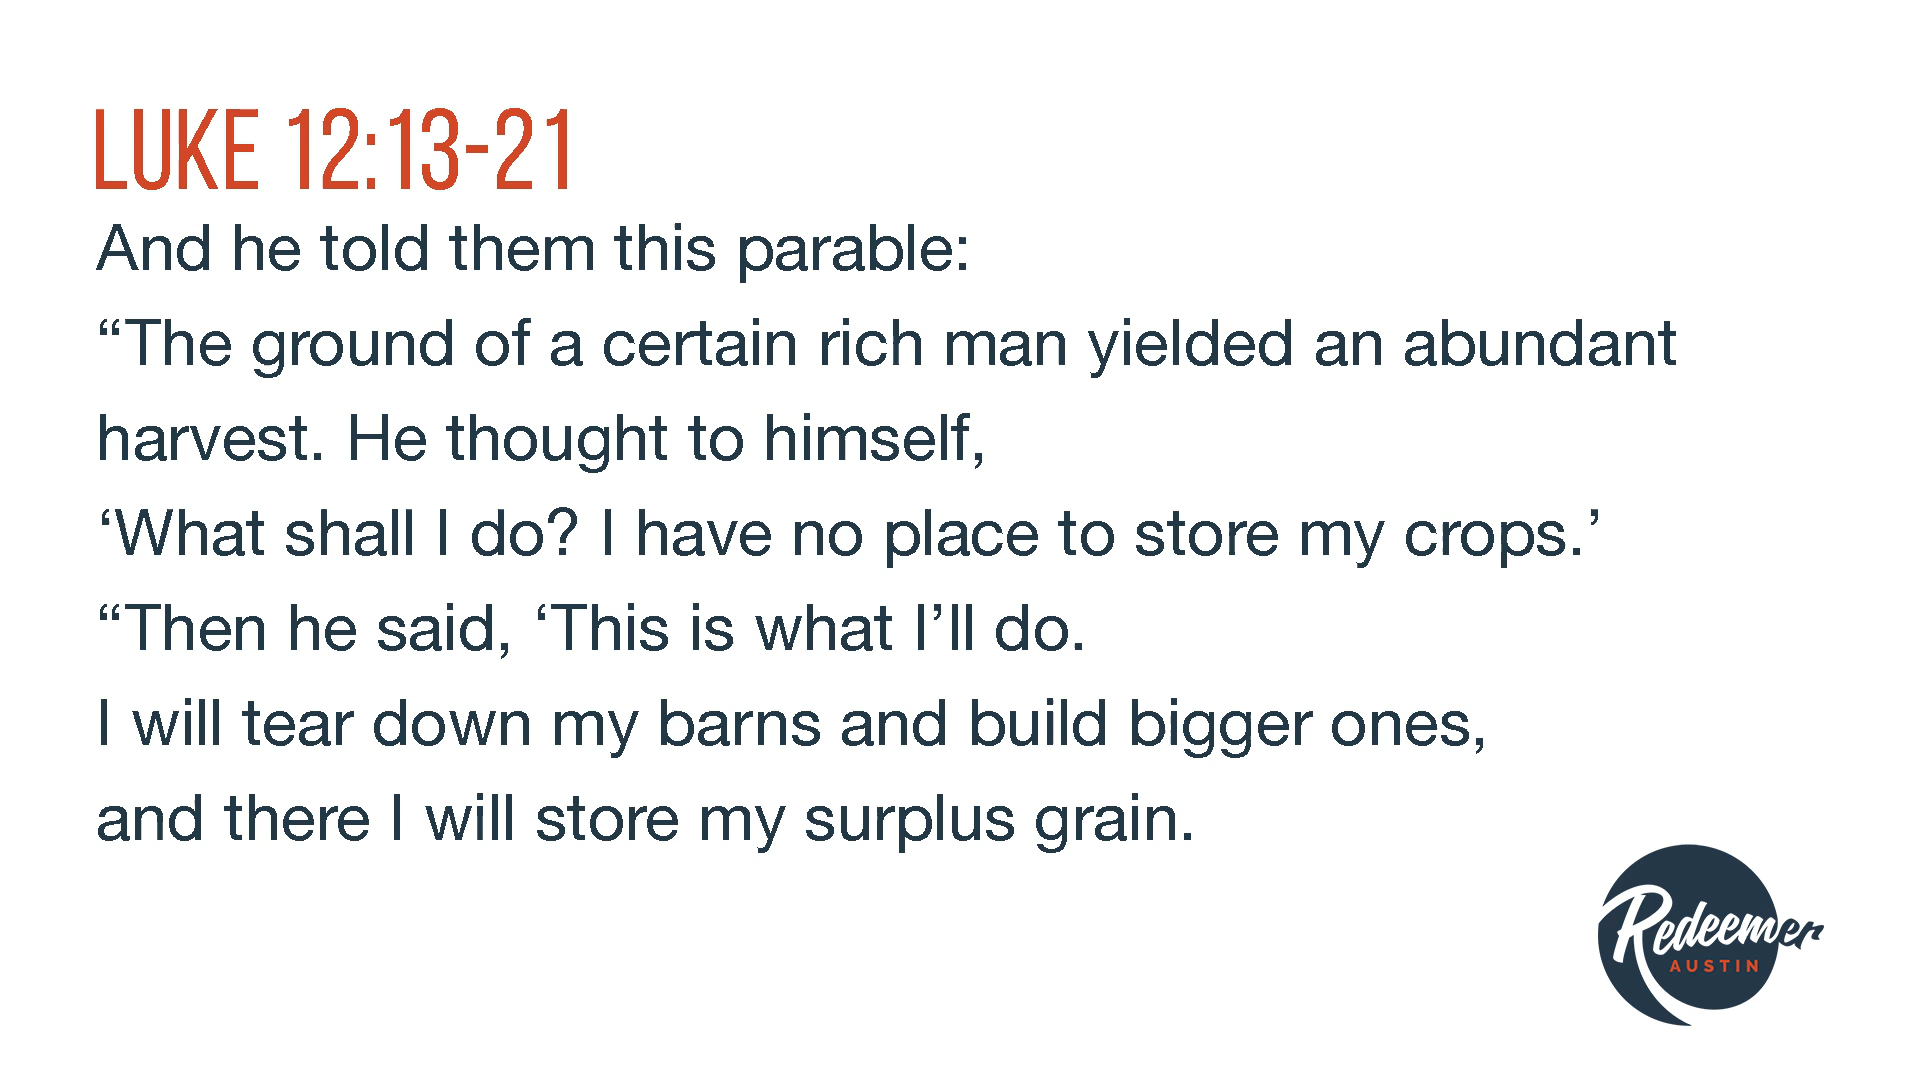 LUKE 12:13-21
And he told them this parable:
“The ground of a certain rich man yielded an abundant
harvest. He thought to himself,
‘What shall I do? I have no place to store my crops.’
“Then he said, ‘This is what I’ll do.
I will tear down my barns and build bigger ones,
and there I will store my surplus grain.
Redeemer
AUSTIN